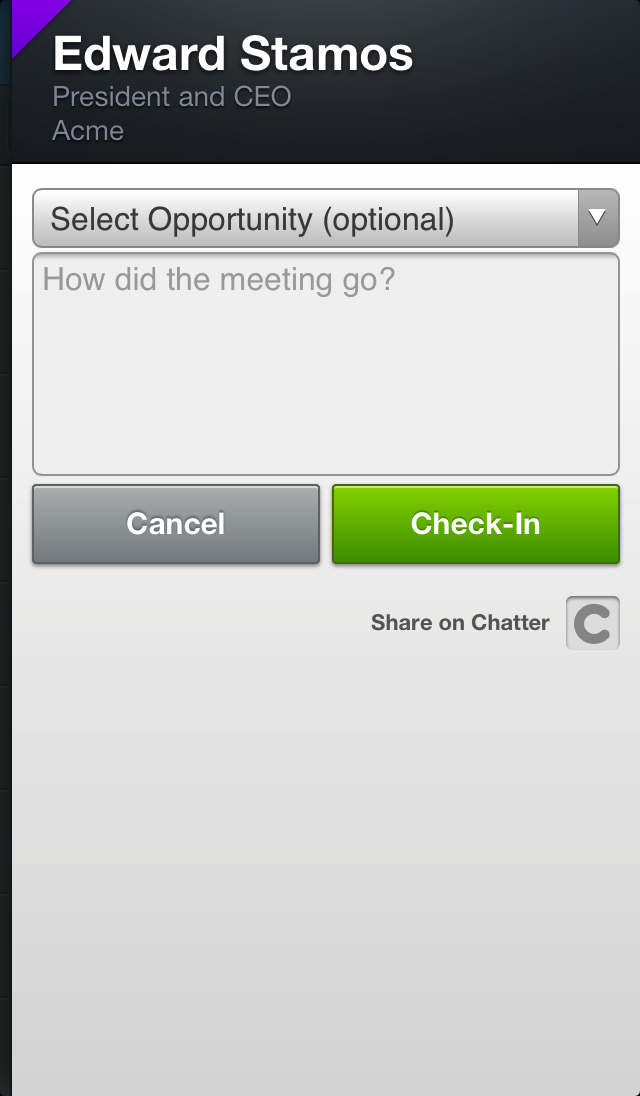 Edward Stamos
President and CEO
Acme
Select Opportunity (optional)
How did the meeting go?
Cancel
Check-In
Share on Chatter
C